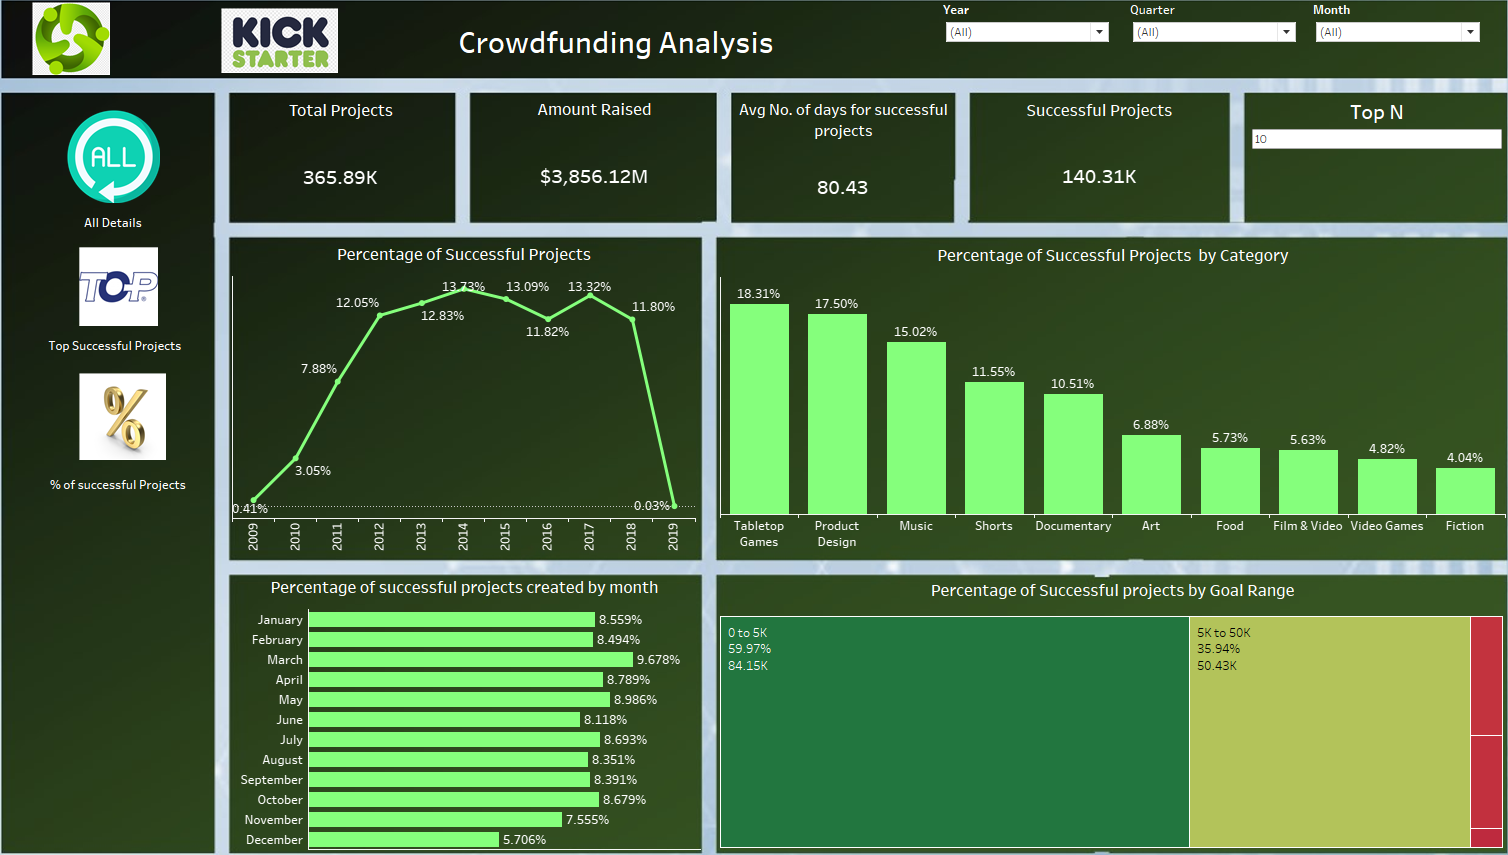 KICK
STARTER
Crowdfunding Analysis
Year
(All)
Quarter
(All)
Month
(All)
ALL
All Details
TOP
Top Successful Projects
% of successful Projects
Total Projects
365.89K
Amount Raised
$3,856.12M
Avg No. of days for successful
projects
80.43
Successful Projects
140.31K
Top N
10
Percentage of Successful Projects
0.41%
3.05%
7.88%
12.05%
12.83%
13.73%
13.09%
11.82%
13.32%
11.80%
0.03%
2009
2010
2011
2012
2013
2014
2015
2016
2017
2018
2019
Percentage of Successful Projects by Category
18.31%
17.50%
15.02%
11.55%
10.51%
6.88%
5.73%
5.63%
4.82%
4.04%
Tabletop
Games
Product
Design
Music
Shorts
Documentary
Art
Food
Film & Video
Video Games
Fiction
Percentage of successful projects created by month
January 8.559%
February 8.494%
March 9.678%
April 8.789%
May 8.986%
June 8.118%
July 8.693%
August 8.351%
September 8.391%
October 8.679%
November 7.555%
December 5.706%
Percentage of Successful projects by Goal Range
0 to 5K
59.97%
84.15K
5K to 50K
35.94%
50.43K